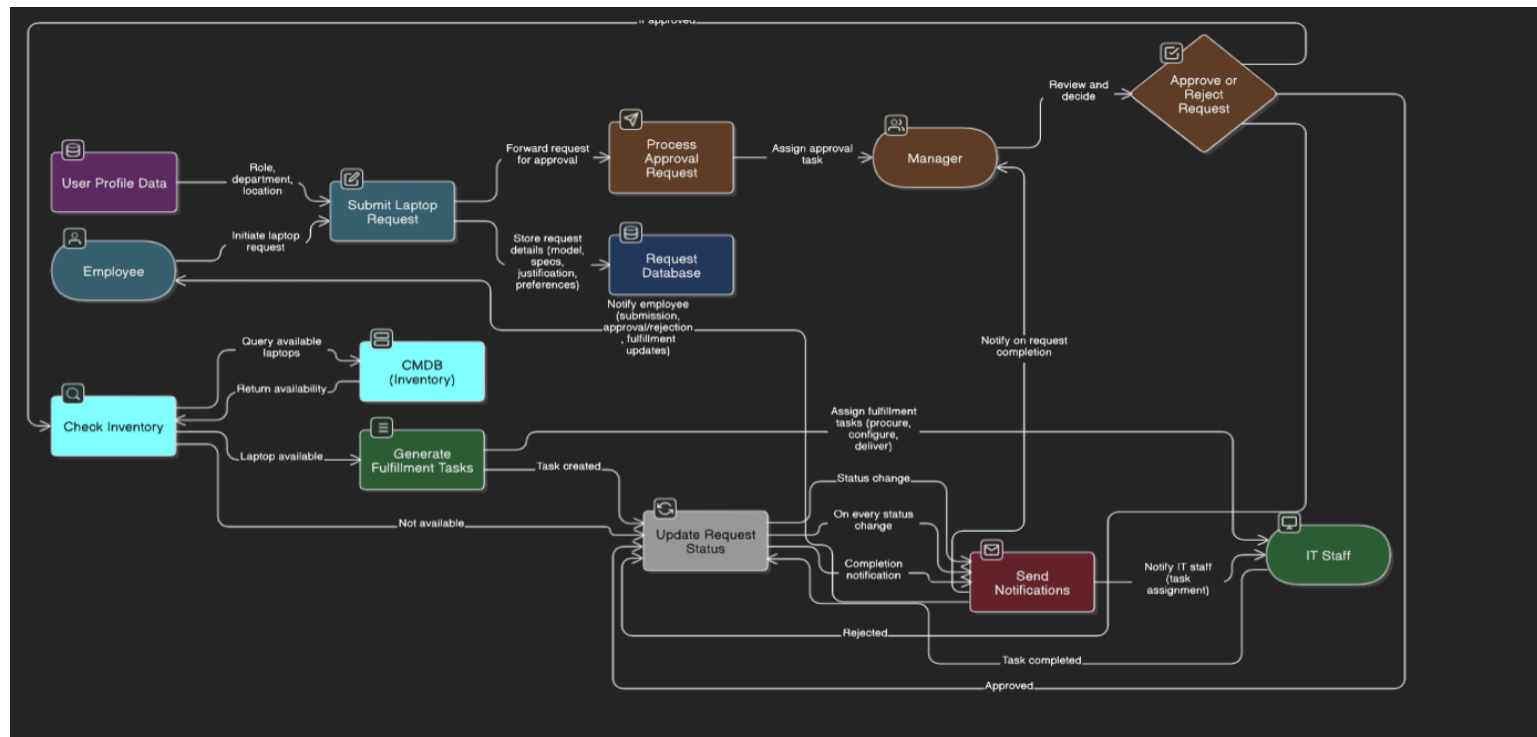 If approved
Approve or
Reject
Request
Review and
decide
Process
Approval
Request
Forward request
for approval
Assign approval
task
Manager
User Profile Data
Role,
department,
location
Submit Laptop
Request
Initiate laptop
request
Employee
Store request
details (model,
specs,
justification,
preferences)
Request
Database
Notify employee
(submission,
approval/rejection
, fulfillment
updates)
Notify on request
completion
Query available
laptops
CMDB
(Inventory)
Return availability
Check Inventory
Laptop available
Generate
Fulfillment Tasks
Assign fulfillment
tasks (procure,
configure,
deliver)
Task created
Status change
On every status
change
Not available
Update Request
Status
Completion
notification
Send
Notifications
Notify IT staff
(task
assignment)
IT Staff
Rejected
Task completed
Approved